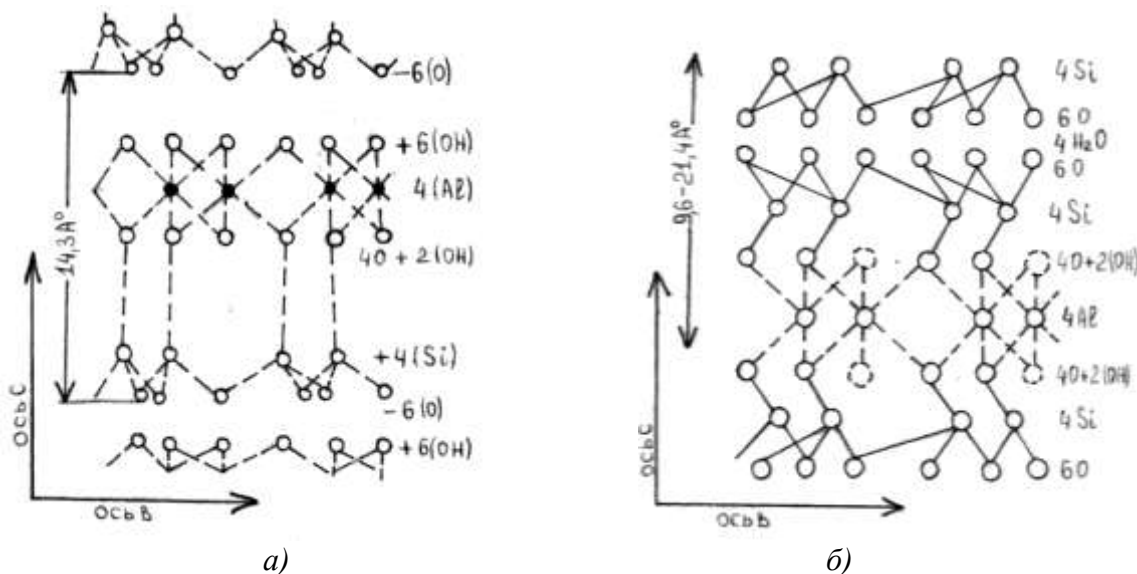 -6(O)
+6(OH)
4(Al)
4O+2(OH)
+4(Si)
-6(O)
+6(OH)
14,3A°
Ось C
Ось B
а)
4Si
6O
4H₂O
6O
4Si
4O+2(OH)
4Al
4O+2(OH)
4Si
6O
9,6-21,4A°
Ось C
Ось B
б)